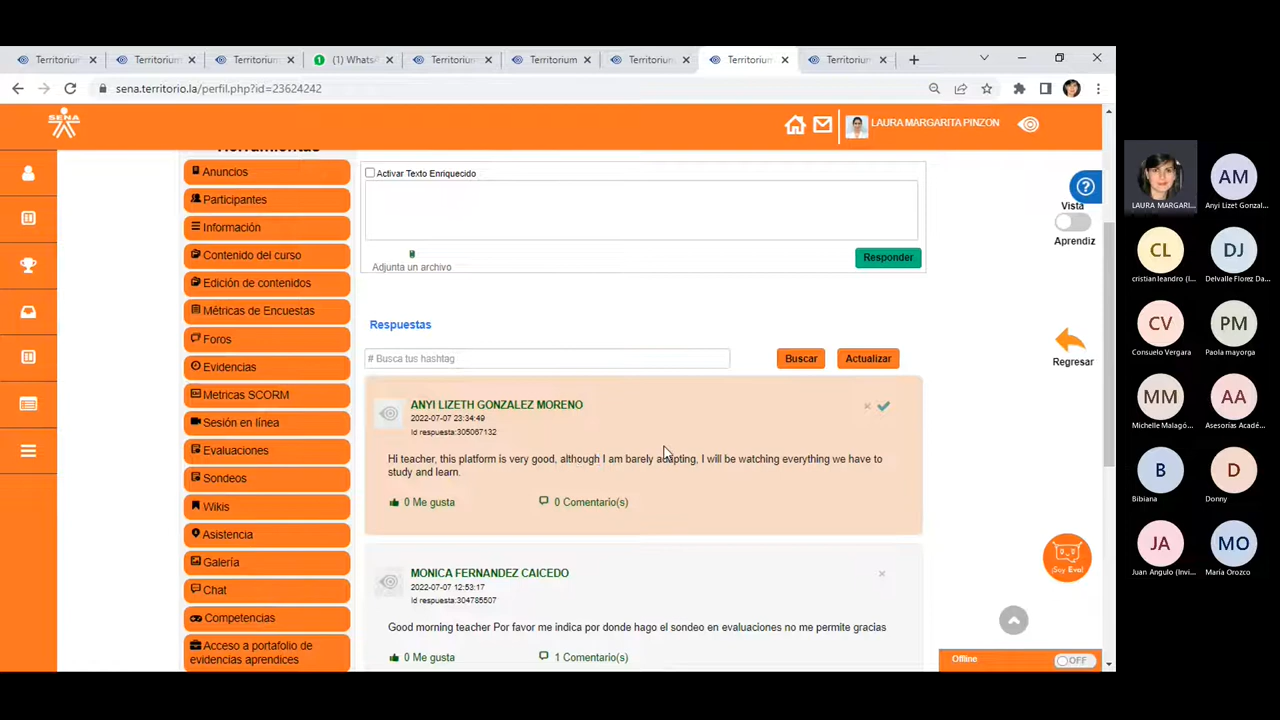 Territorium
Territorium
Territorium
(1) Whats
Territorium
Territorium
Territorium
Territorium
Territorium
sena.territorio.la/perfil.php?id=23624242
SENA
LAURA MARGARITA PINZON
Herramientas
Anuncios
Participantes
Información
Contenido del curso
Edición de contenidos
Métricas de Encuestas
Foros
Evidencias
Metricas SCORM
Sesión en línea
Evaluaciones
Sondeos
Wikis
Asistencia
Galería
Chat
Competencias
Acceso a portafolio de
evidencias aprendices
Activar Texto Enriquecido
Adjunta un archivo
Responder
Respuestas
# Busca tus hashtag
Buscar
Actualizar
ANYI LIZETH GONZALEZ MORENO
2022-07-07 23:34:49
Id respuesta:305067132
Hi teacher, this platform is very good, although I am barely adapting, I will be watching everything we have to
study and learn.
0 Me gusta
0 Comentario(s)
MONICA FERNANDEZ CAICEDO
2022-07-07 12:53:17
Id respuesta:304785507
Good morning teacher Por favor me indica por donde hago el sondeo en evaluaciones no me permite gracias
0 Me gusta
1 Comentario(s)
?
Vista
Aprendiz
Regresar
¡Soy Eva!
Offline
OFF
LAURA MARGARI...
AM
Anyi Lizet Gonzal...
CL
cristian leandro (I...
DJ
Delvalle Florez Da...
CV
Consuelo Vergara
PM
Paola mayorga
MM
Michelle Malagó...
AA
Asesorías Acadé...
B
Bibiana
D
Donny
JA
Juan Angulo (Invi...
MO
María Orozco